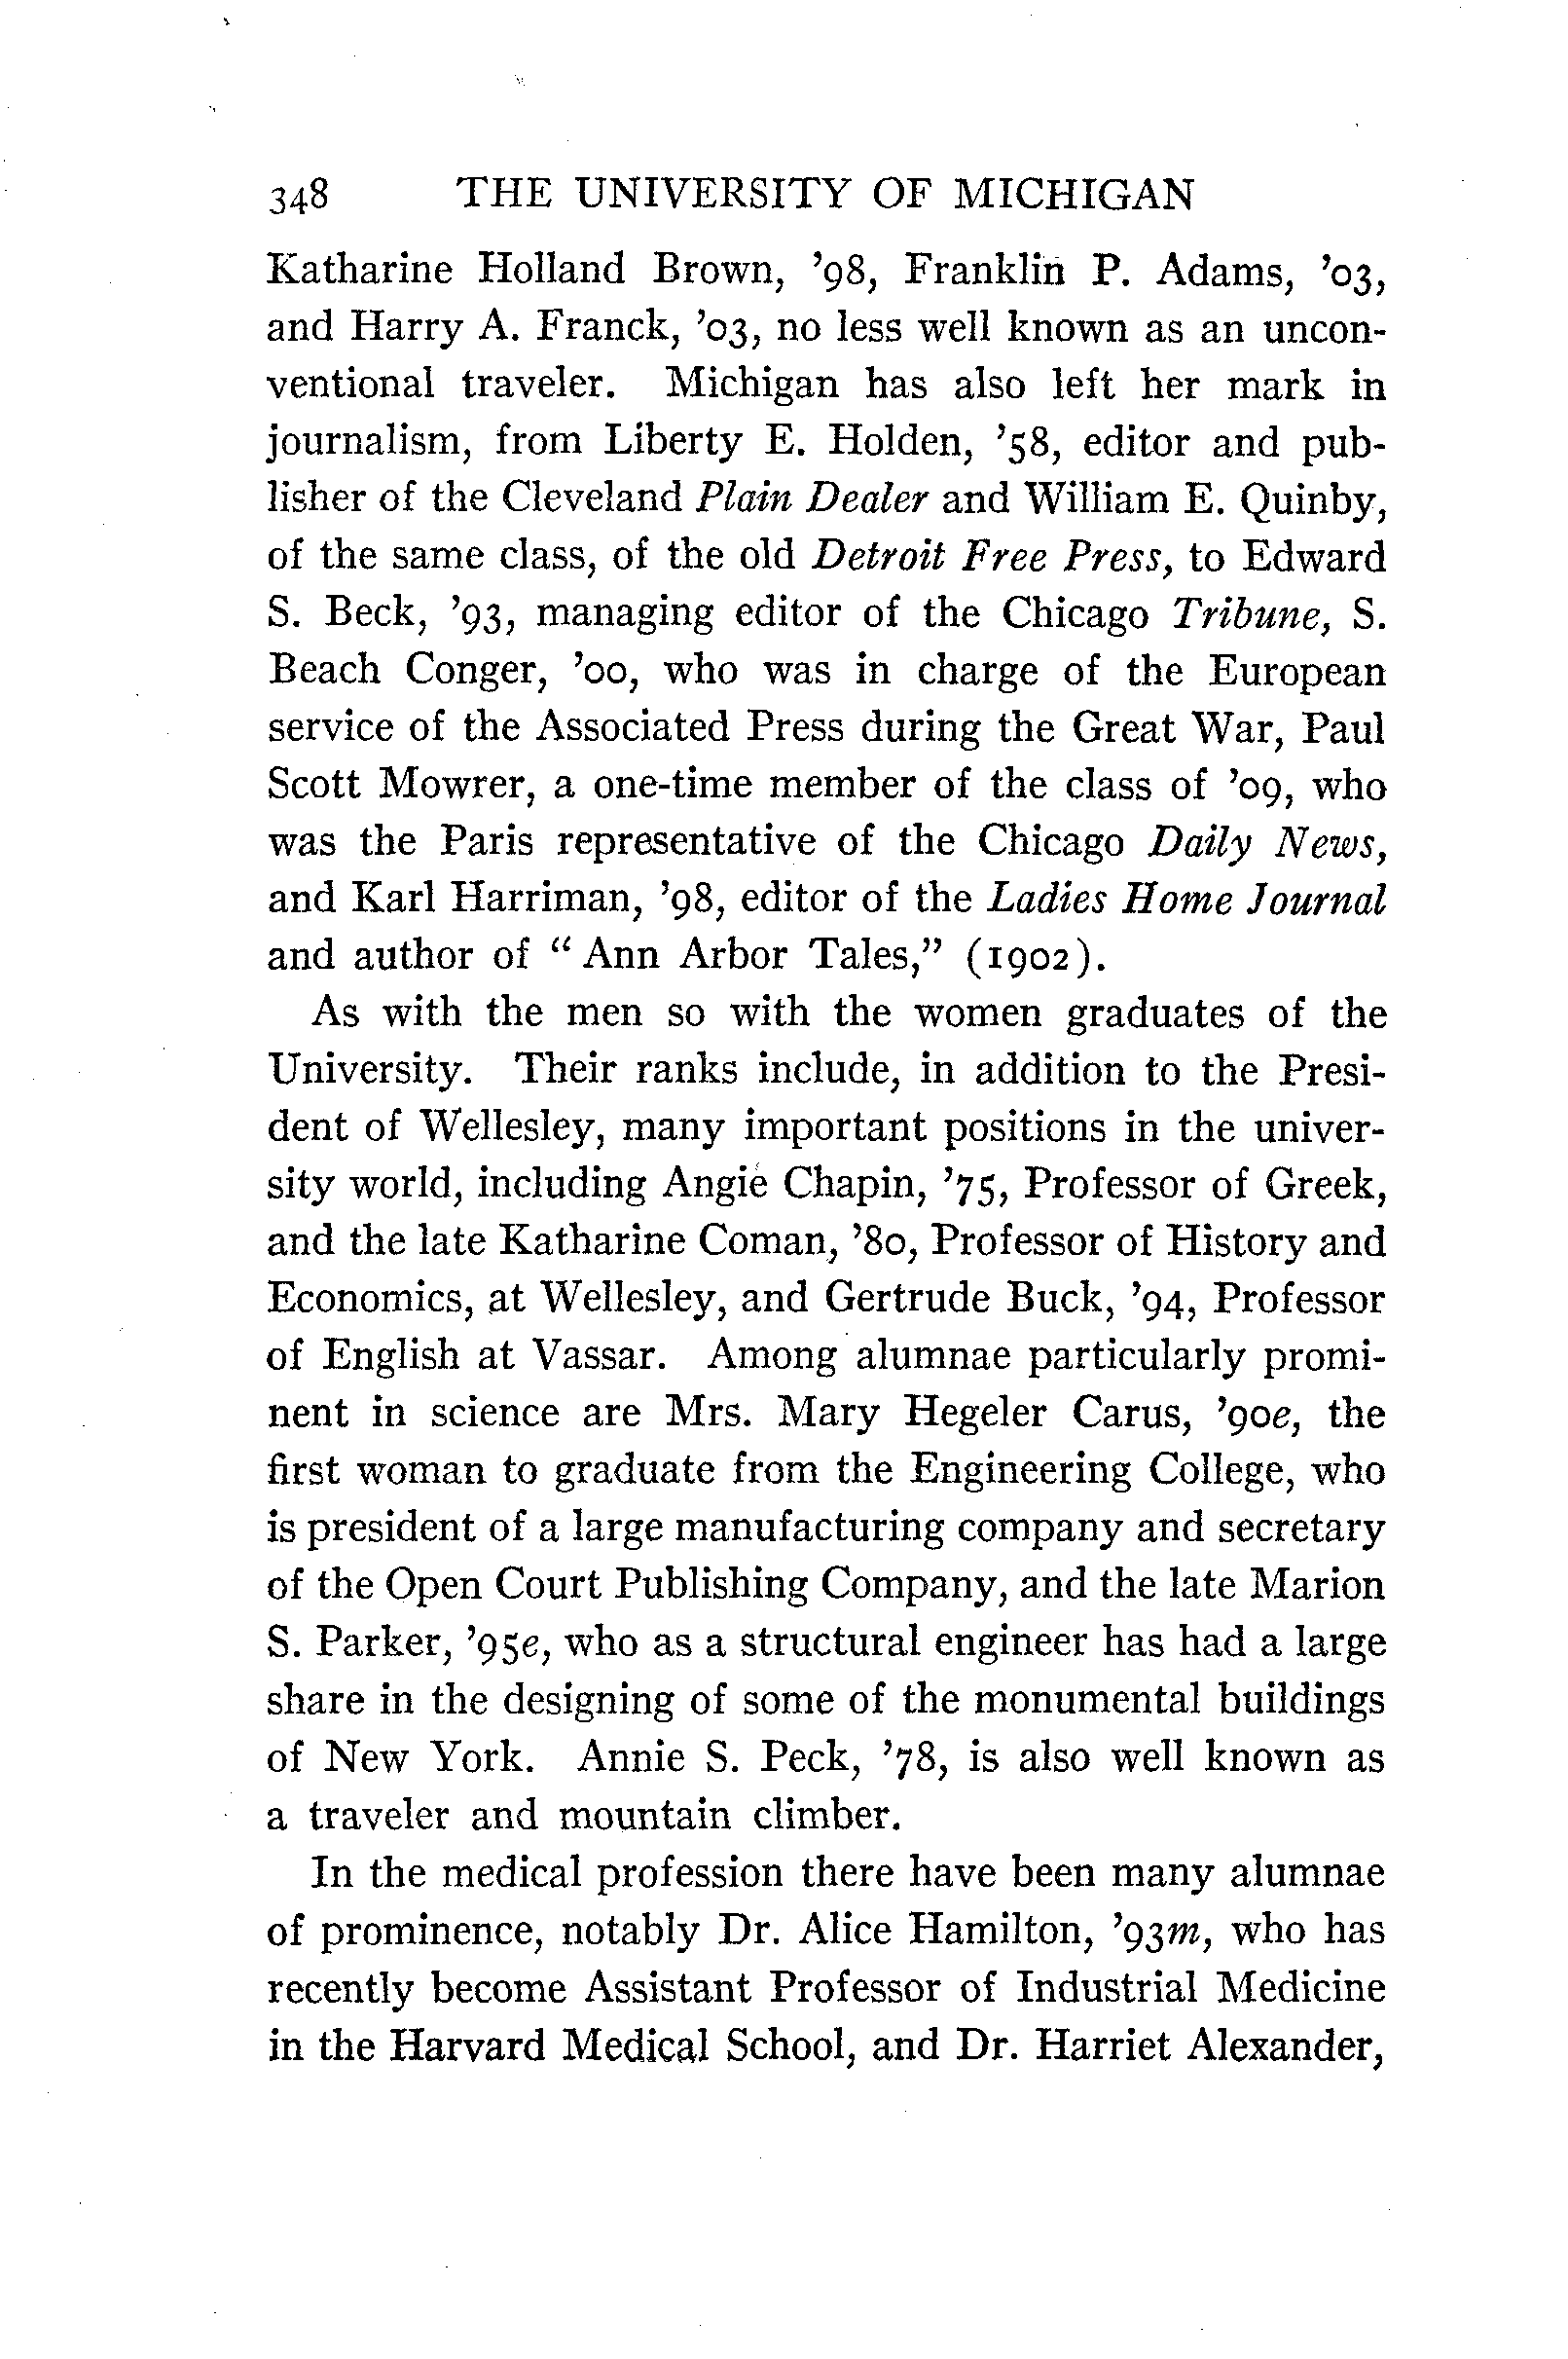 348 THE UNIVERSITY OF MICHIGAN
Katharine Holland Brown, ’98, Franklin P. Adams, ’03,
and Harry A. Franck, ’03, no less well known as an uncon-
ventional traveler. Michigan has also left her mark in
journalism, from Liberty E. Holden, ’58, editor and pub-
lisher of the Cleveland Plain Dealer and William E. Quinby,
of the same class, of the old Detroit Free Press, to Edward
S. Beck, ’93, managing editor of the Chicago Tribune, S.
Beach Conger, ’00, who was in charge of the European
service of the Associated Press during the Great War, Paul
Scott Mowrer, a one-time member of the class of ’09, who
was the Paris representative of the Chicago Daily News,
and Karl Harriman, ’98, editor of the Ladies Home Journal
and author of “ Ann Arbor Tales,” (1902).
As with the men so with the women graduates of the
University. Their ranks include, in addition to the Presi-
dent of Wellesley, many important positions in the univer-
sity world, including Angie Chapin, ’75, Professor of Greek,
and the late Katharine Coman, ’80, Professor of History and
Economics, at Wellesley, and Gertrude Buck, ’94, Professor
of English at Vassar. Among alumnae particularly promi-
nent in science are Mrs. Mary Hegeler Carus, ’90e, the
first woman to graduate from the Engineering College, who
is president of a large manufacturing company and secretary
of the Open Court Publishing Company, and the late Marion
S. Parker, ’95e, who as a structural engineer has had a large
share in the designing of some of the monumental buildings
of New York. Annie S. Peck, ’78, is also well known as
a traveler and mountain climber.
In the medical profession there have been many alumnae
of prominence, notably Dr. Alice Hamilton, ’93m, who has
recently become Assistant Professor of Industrial Medicine
in the Harvard Medical School, and Dr. Harriet Alexander,